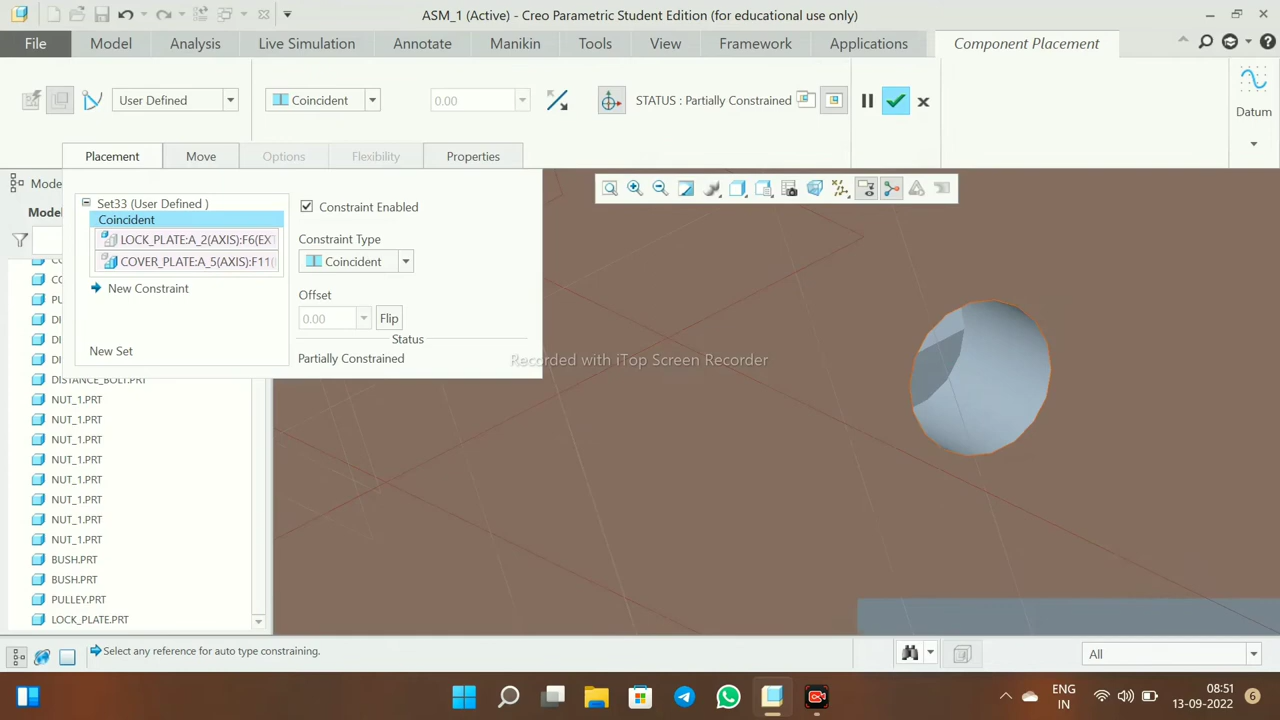 ASM_1 (Active) - Creo Parametric Student Edition (for educational use only)
File Model Analysis Live Simulation Annotate Manikin Tools View Framework Applications Component Placement
User Defined Coincident 0.00 STATUS : Partially Constrained
Datum
Placement Move Options Flexibility Properties
Mode
Set33 (User Defined )
Coincident
LOCK_PLATE:A_2(AXIS):F6(EXT
COVER_PLATE:A_5(AXIS):F11(
New Constraint
New Set
Constraint Enabled
Constraint Type
Coincident
Offset
0.00 Flip
Status
Partially Constrained
Recorded with iTop Screen Recorder
DISTANCE_BOLT.PRT
NUT_1.PRT
NUT_1.PRT
NUT_1.PRT
NUT_1.PRT
NUT_1.PRT
NUT_1.PRT
NUT_1.PRT
NUT_1.PRT
BUSH.PRT
BUSH.PRT
PULLEY.PRT
LOCK_PLATE.PRT
Select any reference for auto type constraining.
All
ENG
IN
08:51
13-09-2022
6